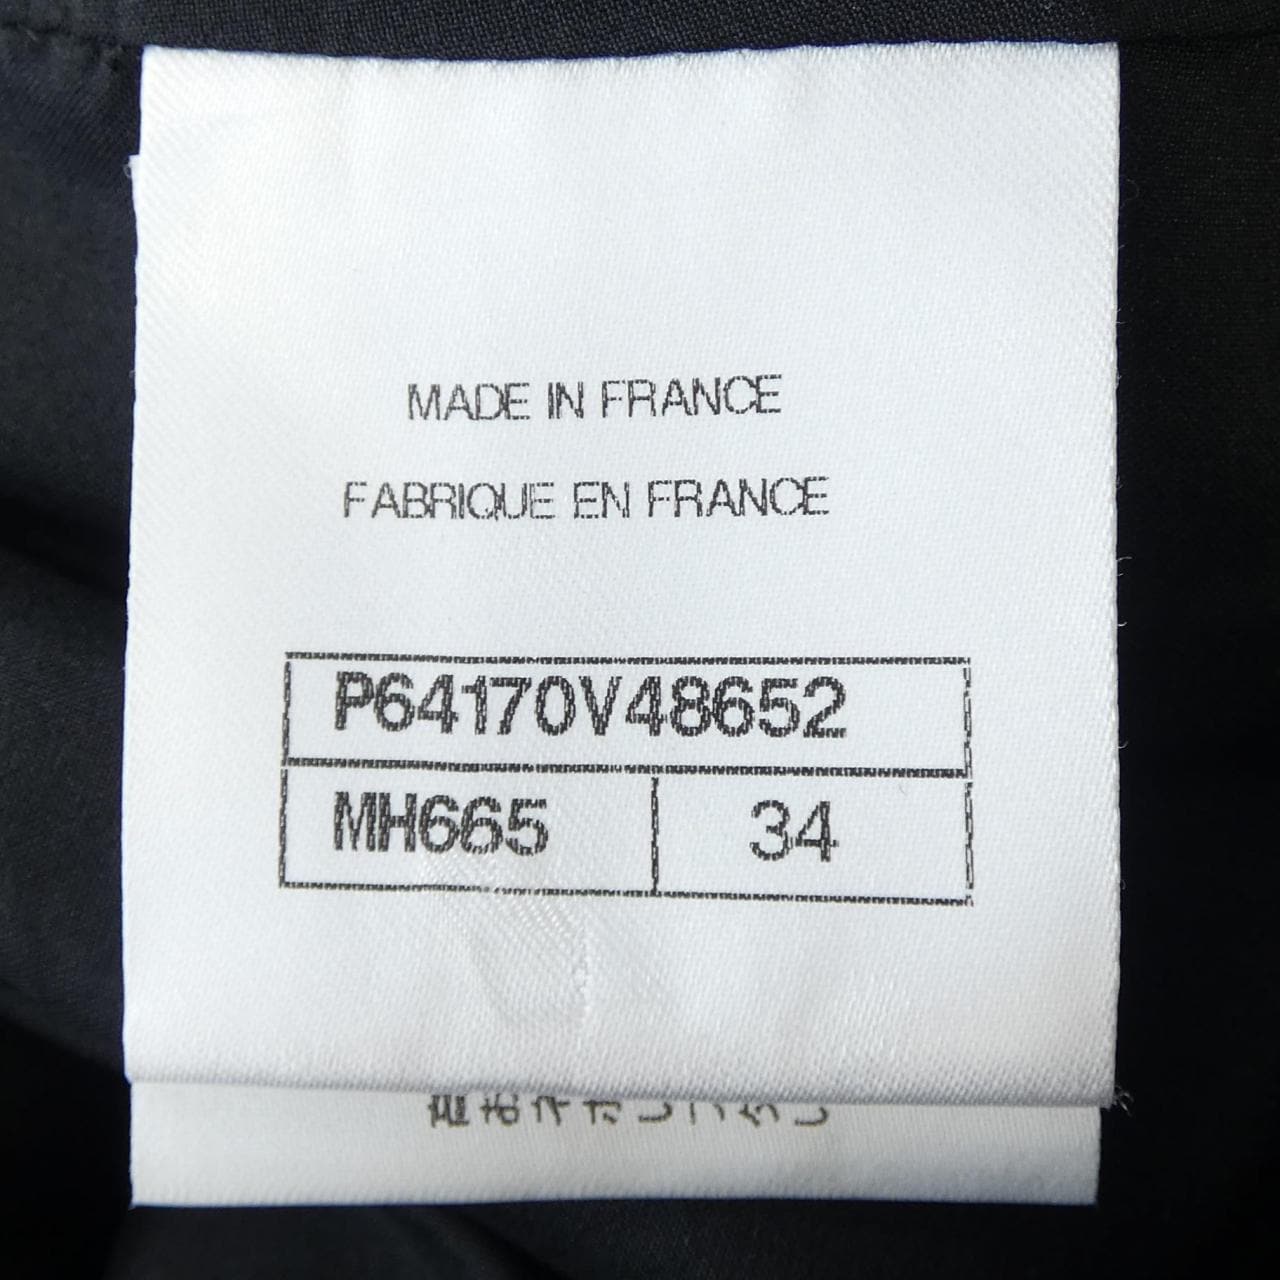 MADE IN FRANCE
FABRIQUE EN FRANCE
P64170V48652
MH665 34